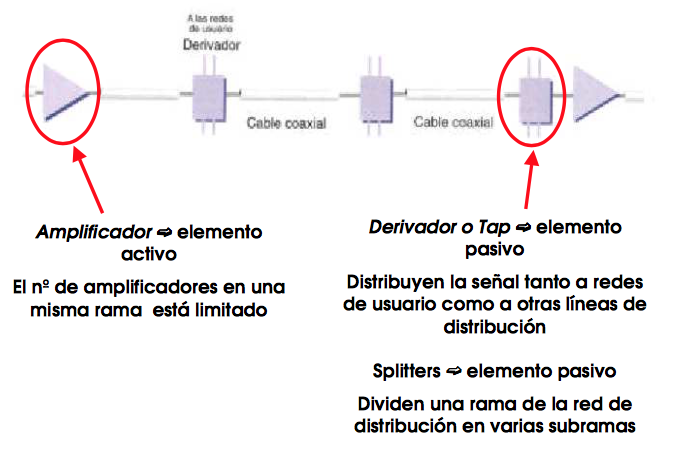 A las redes
de usuario
Derivador
Cable coaxial
Cable coaxial
Amplificador ➫ elemento
activo
El nº de amplificadores en una
misma rama está limitado
Derivador o Tap ➫ elemento
pasivo
Distribuyen la señal tanto a redes
de usuario como a otras líneas de
distribución
Splitters ➫ elemento pasivo
Dividen una rama de la red de
distribución en varias subramas